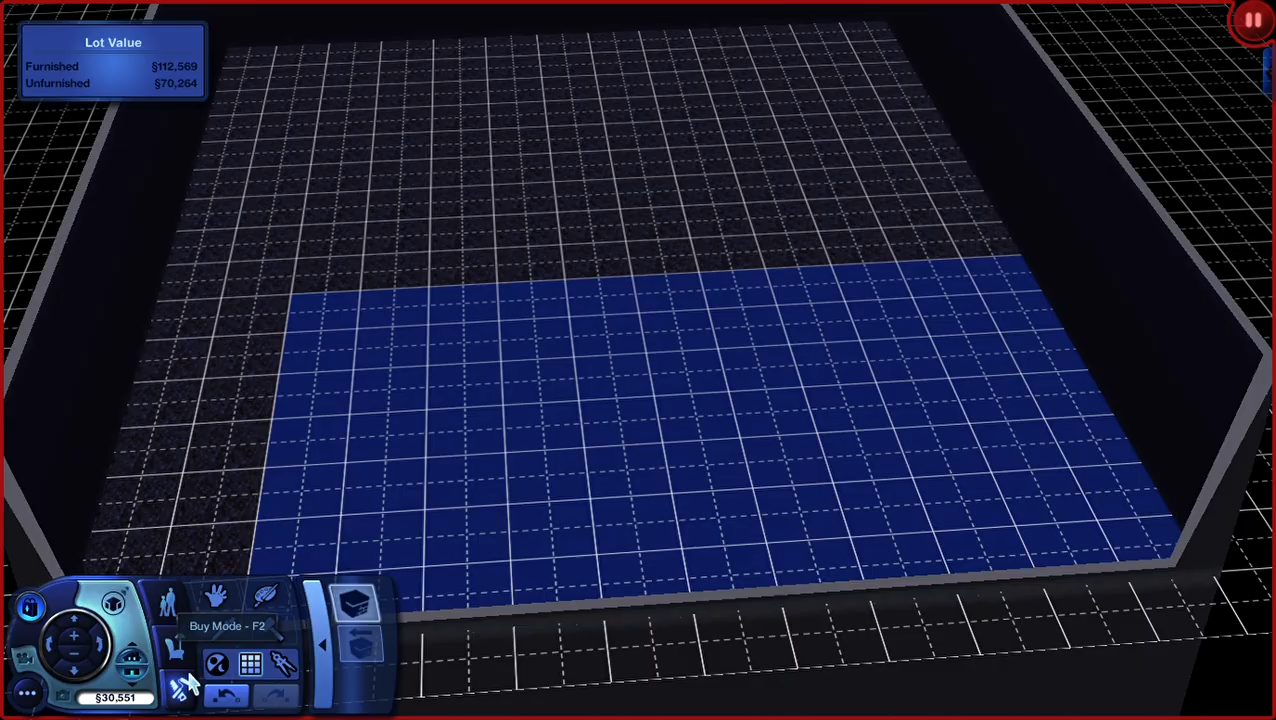 Lot Value
Furnished §112,569
Unfurnished §70,264
Buy Mode - F2
§30,551